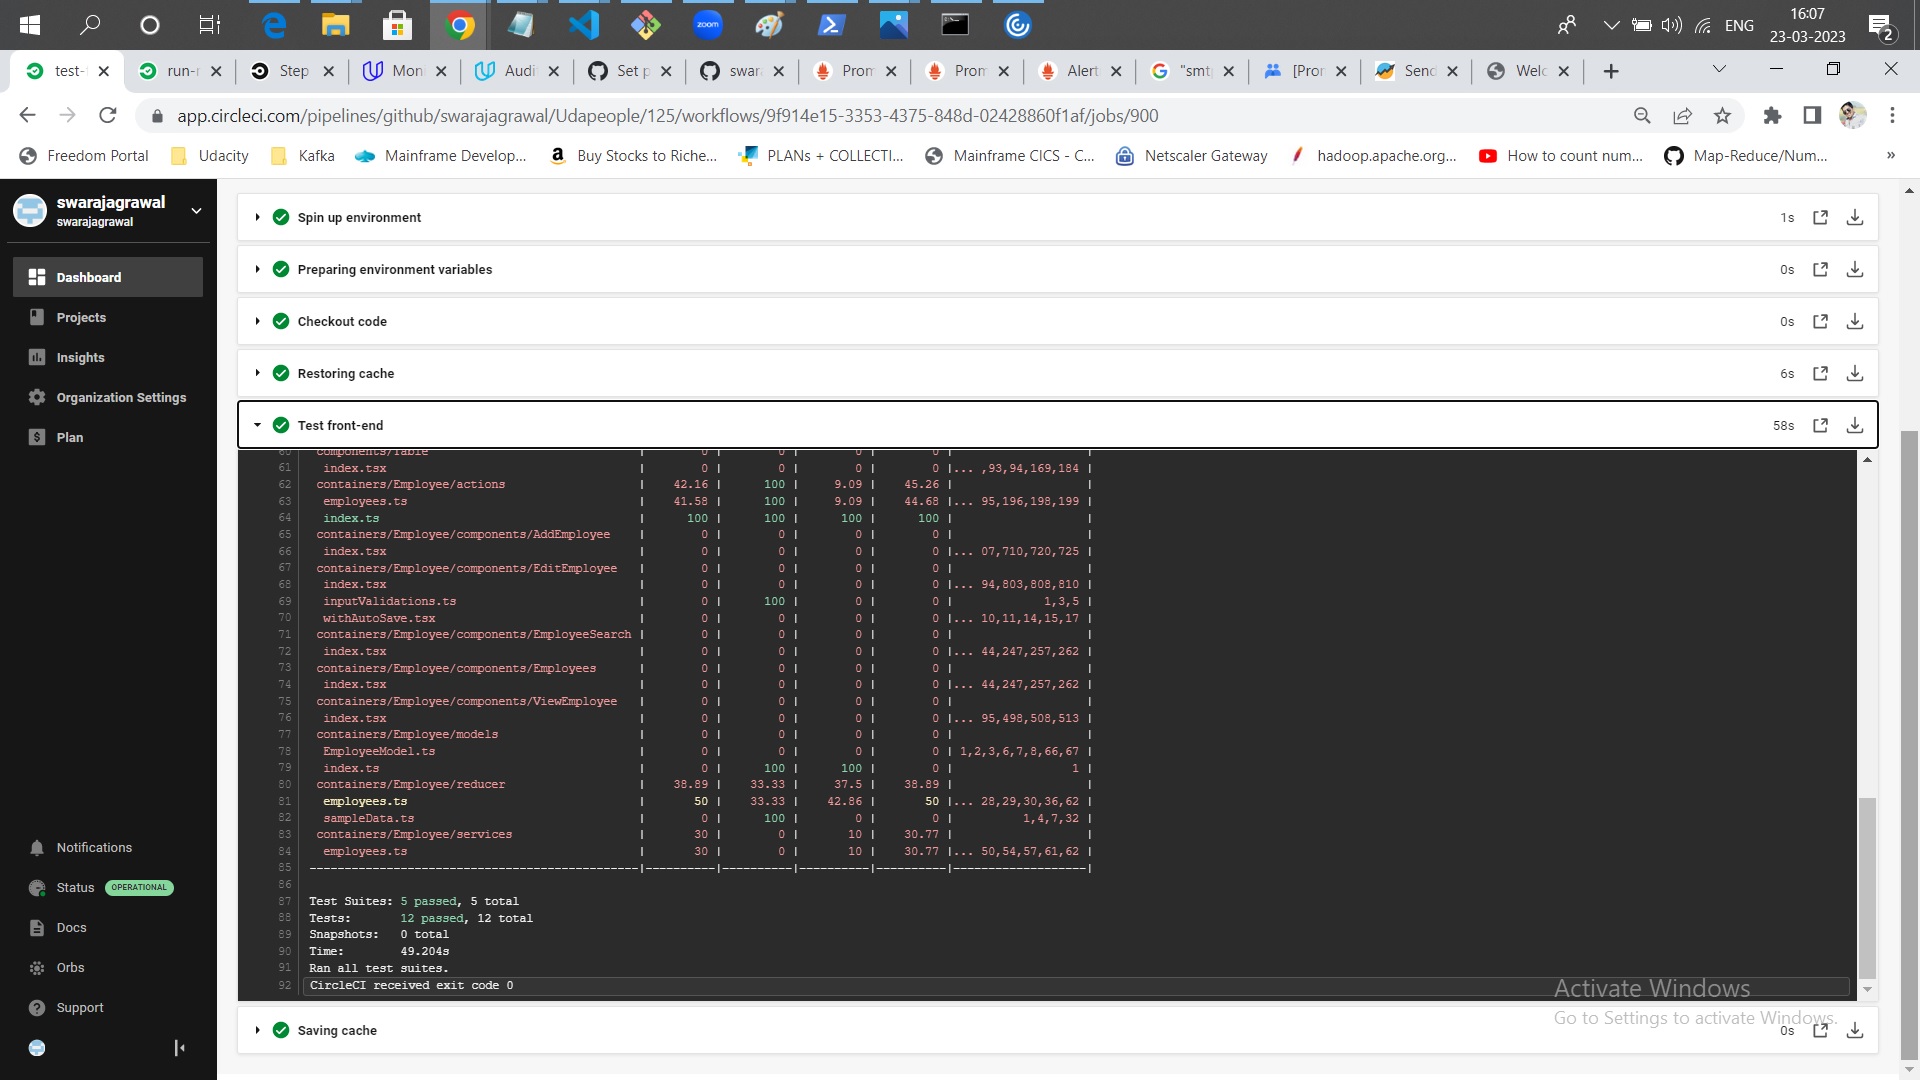 zoom
ENG
16:07
23-03-2023
2
test-
run-
Step
Moni
Audi
Set p
swar
Prom
Prom
Alert
"smt
[Pror
Send
Welc
app.circleci.com/pipelines/github/swarajagrawal/Udapeople/125/workflows/9f914e15-3353-4375-848d-02428860f1af/jobs/900
Freedom Portal
Udacity
Kafka
Mainframe Develop...
Buy Stocks to Riche...
PLANs + COLLECTI...
Mainframe CICS - C...
Netscaler Gateway
hadoop.apache.org...
How to count num...
Map-Reduce/Num...
»
swarajagrawal
swarajagrawal
Dashboard
Projects
Insights
Organization Settings
Plan
Notifications
Status OPERATIONAL
Docs
Orbs
Support
Spin up environment 1s
Preparing environment variables 0s
Checkout code 0s
Restoring cache 6s
Test front-end 58s
60 components/Table | 0 | 0 | 0 | 0 | |
61 index.tsx | 0 | 0 | 0 | 0 |... ,93,94,169,184 |
62 containers/Employee/actions | 42.16 | 100 | 9.09 | 45.26 | |
63 employees.ts | 41.58 | 100 | 9.09 | 44.68 |... 95,196,198,199 |
64 index.ts | 100 | 100 | 100 | 100 | |
65 containers/Employee/components/AddEmployee | 0 | 0 | 0 | 0 | |
66 index.tsx | 0 | 0 | 0 | 0 |... 07,710,720,725 |
67 containers/Employee/components/EditEmployee | 0 | 0 | 0 | 0 | |
68 index.tsx | 0 | 0 | 0 | 0 |... 94,803,808,810 |
69 inputValidations.ts | 0 | 100 | 0 | 0 | 1,3,5 |
70 withAutoSave.tsx | 0 | 0 | 0 | 0 |... 10,11,14,15,17 |
71 containers/Employee/components/EmployeeSearch | 0 | 0 | 0 | 0 | |
72 index.tsx | 0 | 0 | 0 | 0 |... 44,247,257,262 |
73 containers/Employee/components/Employees | 0 | 0 | 0 | 0 | |
74 index.tsx | 0 | 0 | 0 | 0 |... 44,247,257,262 |
75 containers/Employee/components/ViewEmployee | 0 | 0 | 0 | 0 | |
76 index.tsx | 0 | 0 | 0 | 0 |... 95,498,508,513 |
77 containers/Employee/models | 0 | 0 | 0 | 0 | |
78 EmployeeModel.ts | 0 | 0 | 0 | 0 | 1,2,3,6,7,8,66,67 |
79 index.ts | 0 | 100 | 100 | 0 | 1 |
80 containers/Employee/reducer | 38.89 | 33.33 | 37.5 | 38.89 | |
81 employees.ts | 50 | 33.33 | 42.86 | 50 |... 28,29,30,36,62 |
82 sampleData.ts | 0 | 100 | 0 | 0 | 1,4,7,32 |
83 containers/Employee/services | 30 | 0 | 10 | 30.77 | |
84 employees.ts | 30 | 0 | 10 | 30.77 |... 50,54,57,61,62 |
85 -----------------------------------------------|----------|----------|----------|----------|-------------------|
86
87 Test Suites: 5 passed, 5 total
88 Tests: 12 passed, 12 total
89 Snapshots: 0 total
90 Time: 49.204s
91 Ran all test suites.
92 CircleCI received exit code 0
Saving cache 0s
Activate Windows
Go to Settings to activate Windows.